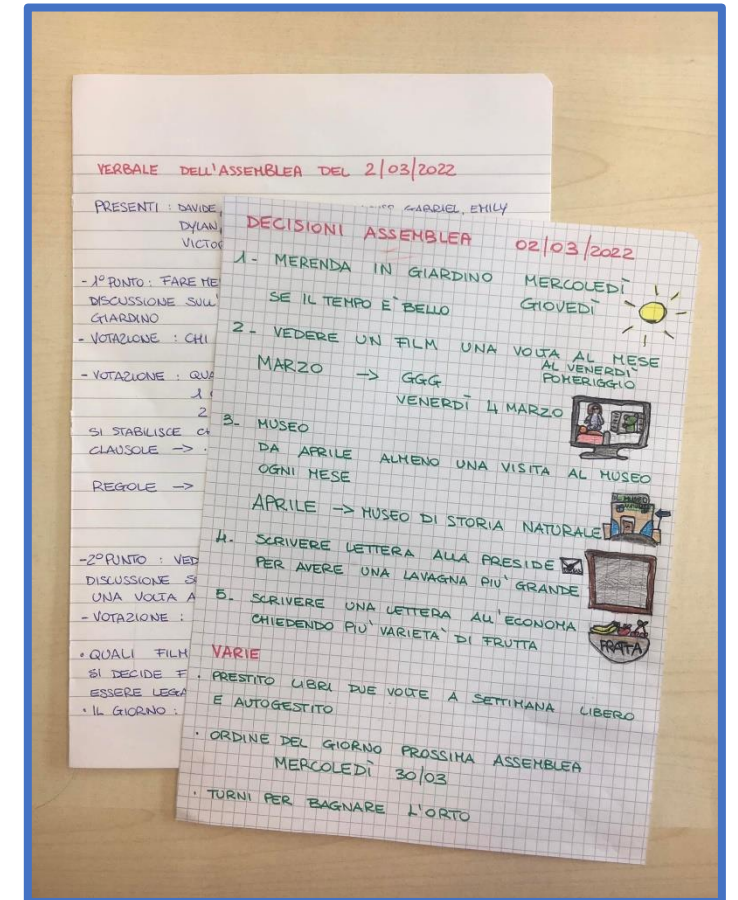 VERBALE DELL'ASSEMBLEA DEL 2/03/2022
PRESENTI : DAVIDE, GABRIEL, EMILY
DYLAN,
VICTO
- 1° PUNTO : FARE ME
DISCUSSIONE SULL'
GIARDINO
- VOTAZIONE : CHI
- VOTAZIONE : QUA
1
2
SI STABILISCE
CLAUSOLE ->
REGOLE ->
- 2° PUNTO : VED
DISCUSSIONE S
UNA VOLTA A
- VOTAZIONE :
• QUALI FILM
SI DECIDE F
ESSERE LEGA
• IL GIORNO :
DECISIONI ASSEMBLEA 02/03/2022
1- MERENDA IN GIARDINO MERCOLEDÌ
SE IL TEMPO E` BELLO GIOVEDÌ
2- VEDERE UN FILM UNA VOLTA AL MESE
AL VENERDÌ
MARZO -> GGG POMERIGGIO
VENERDÌ 4 MARZO
3- MUSEO
DA APRILE ALMENO UNA VISITA AL MUSEO
OGNI MESE
APRILE -> MUSEO DI STORIA NATURALE
IL MUSEO
4. SCRIVERE LETTERA ALLA PRESIDE
PER AVERE UNA LAVAGNA PIU` GRANDE
5. SCRIVERE UNA LETTERA ALL'ECONOMA
CHIEDENDO PIU` VARIETA` DI FRUTTA
FRATTA
VARIE
• PRESTITO LIBRI DUE VOLTE A SETTIMANA LIBERO
E AUTOGESTITO
• ORDINE DEL GIORNO PROSSIMA ASSEMBLEA
MERCOLEDÌ 30/03
• TURNI PER BAGNARE L'ORTO